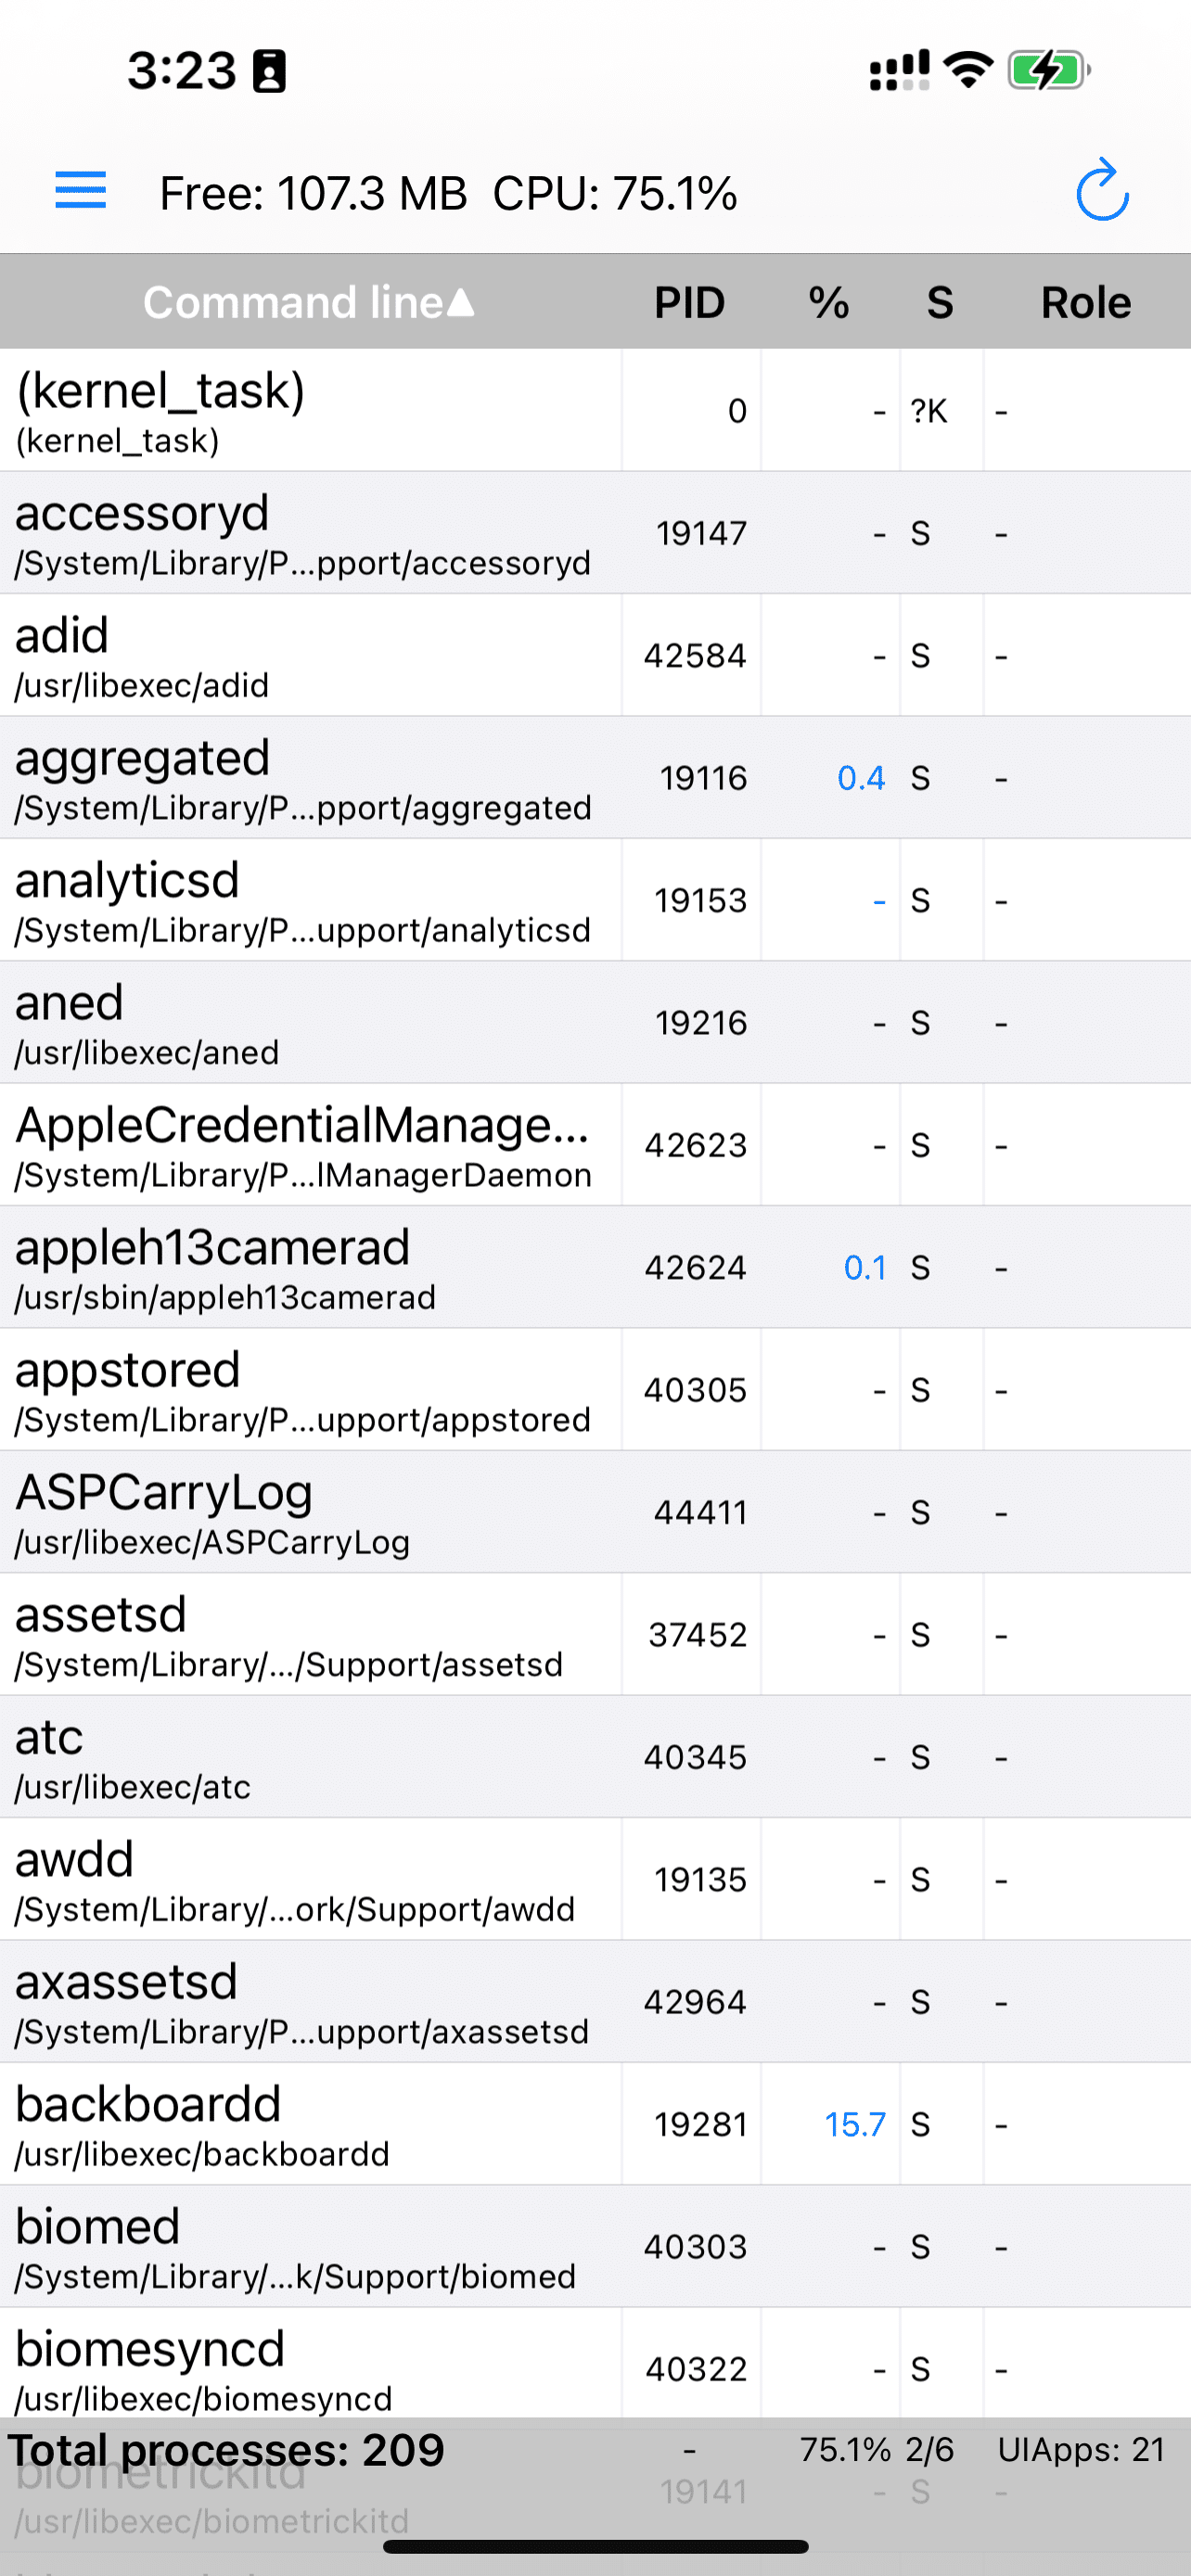 3:23
Free: 107.3 MB CPU: 75.1%
Command line▲ PID % S Role
(kernel_task)
(kernel_task)
0 - ?K -
accessoryd
/System/Library/P...pport/accessoryd
19147 - S -
adid
/usr/libexec/adid
42584 - S -
aggregated
/System/Library/P...pport/aggregated
19116 0.4 S -
analyticsd
/System/Library/P...upport/analyticsd
19153 - S -
aned
/usr/libexec/aned
19216 - S -
AppleCredentialManage...
/System/Library/P...lManagerDaemon
42623 - S -
appleh13camerad
/usr/sbin/appleh13camerad
42624 0.1 S -
appstored
/System/Library/P...upport/appstored
40305 - S -
ASPCarryLog
/usr/libexec/ASPCarryLog
44411 - S -
assetsd
/System/Library/.../Support/assetsd
37452 - S -
atc
/usr/libexec/atc
40345 - S -
awdd
/System/Library/...ork/Support/awdd
19135 - S -
axassetsd
/System/Library/P...upport/axassetsd
42964 - S -
backboardd
/usr/libexec/backboardd
19281 15.7 S -
biomed
/System/Library/...k/Support/biomed
40303 - S -
biomesyncd
/usr/libexec/biomesyncd
40322 - S -
Total processes: 209 - 75.1% 2/6 UIApps: 21
biometrickitd
/usr/libexec/biometrickitd
19141 - S -